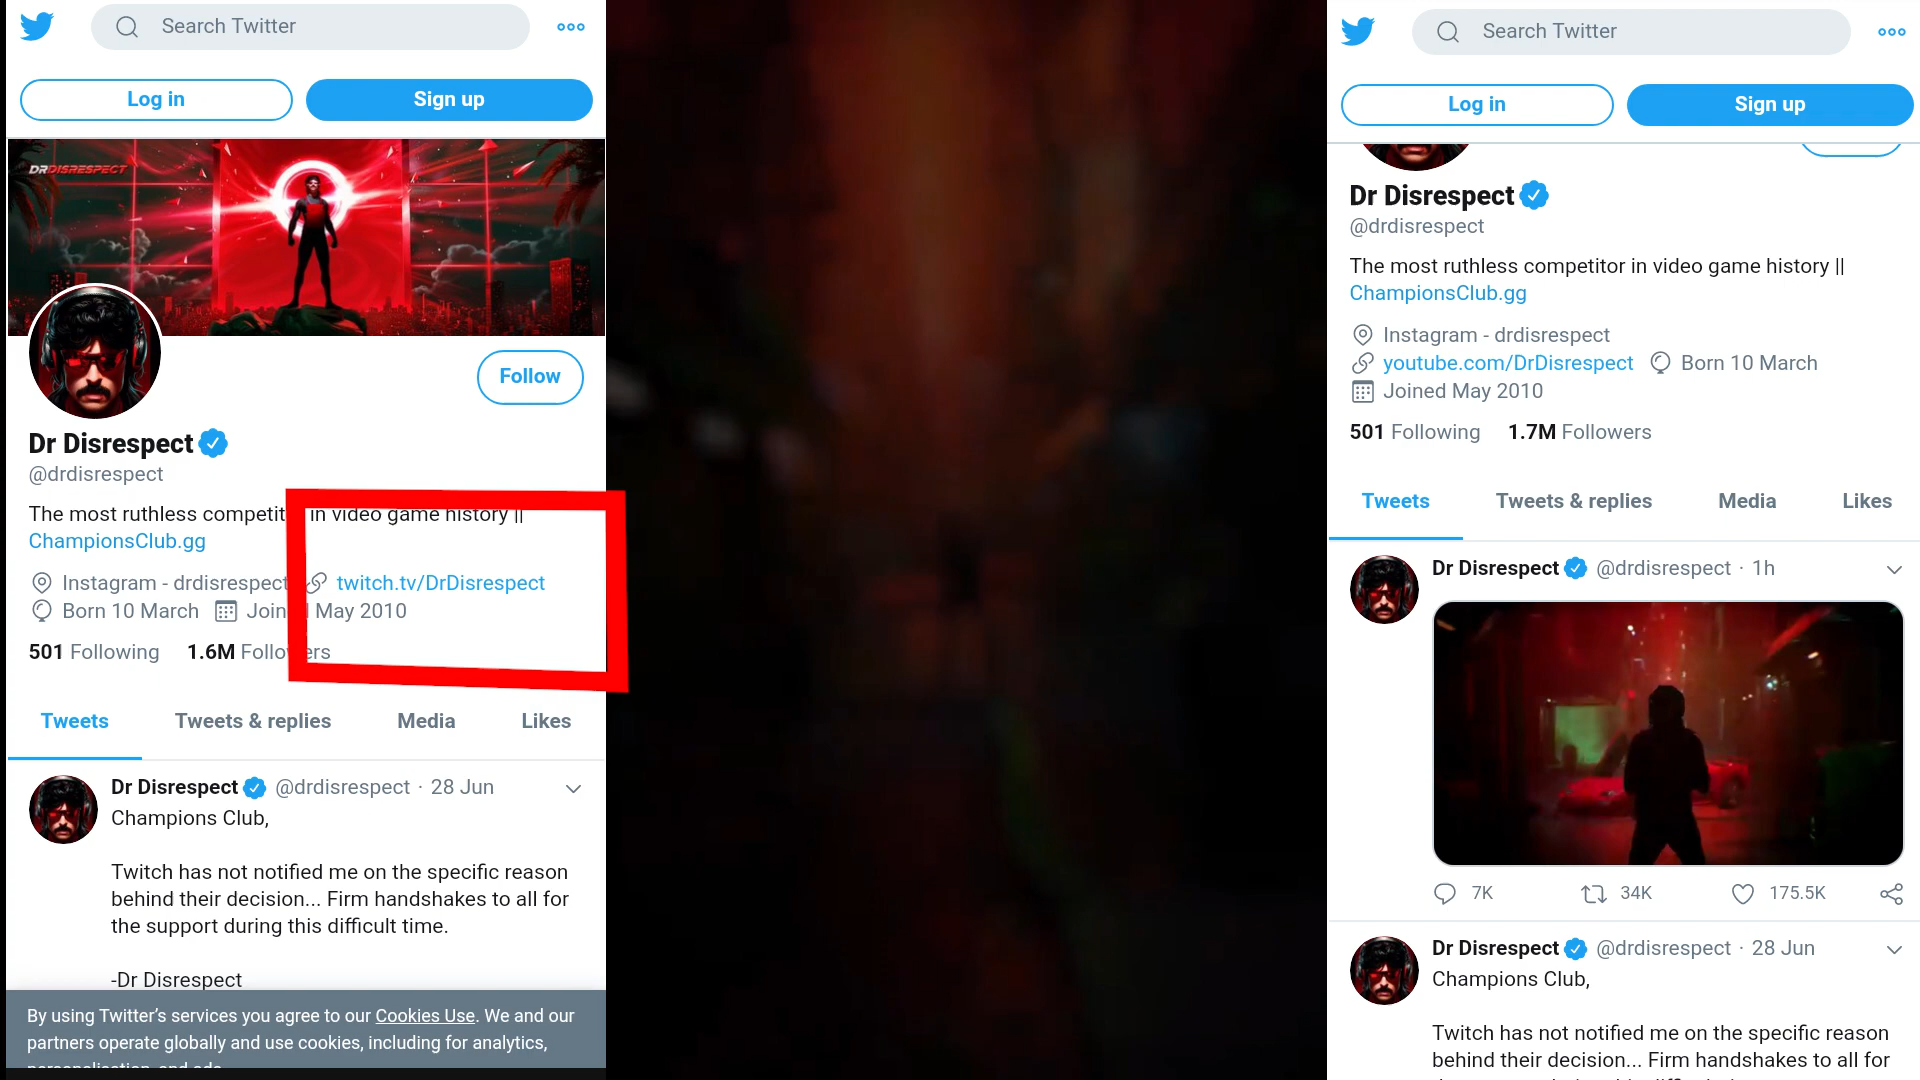 Search Twitter
Log in
Sign up
DRDISRESPECT
Follow
Dr Disrespect
@drdisrespect
The most ruthless competit in video game history ||
ChampionsClub.gg
Instagram - drdisrespect twitch.tv/DrDisrespect
Born 10 March Join May 2010
501 Following 1.6M Followers
Tweets Tweets & replies Media Likes
Dr Disrespect @drdisrespect · 28 Jun
Champions Club,
Twitch has not notified me on the specific reason
behind their decision... Firm handshakes to all for
the support during this difficult time.
-Dr Disrespect
By using Twitter's services you agree to our Cookies Use. We and our
partners operate globally and use cookies, including for analytics,
Search Twitter
Log in
Sign up
Dr Disrespect
@drdisrespect
The most ruthless competitor in video game history ||
ChampionsClub.gg
Instagram - drdisrespect
youtube.com/DrDisrespect Born 10 March
Joined May 2010
501 Following 1.7M Followers
Tweets Tweets & replies Media Likes
Dr Disrespect @drdisrespect · 1h
7K 34K 175.5K
Dr Disrespect @drdisrespect · 28 Jun
Champions Club,
Twitch has not notified me on the specific reason
behind their decision... Firm handshakes to all for